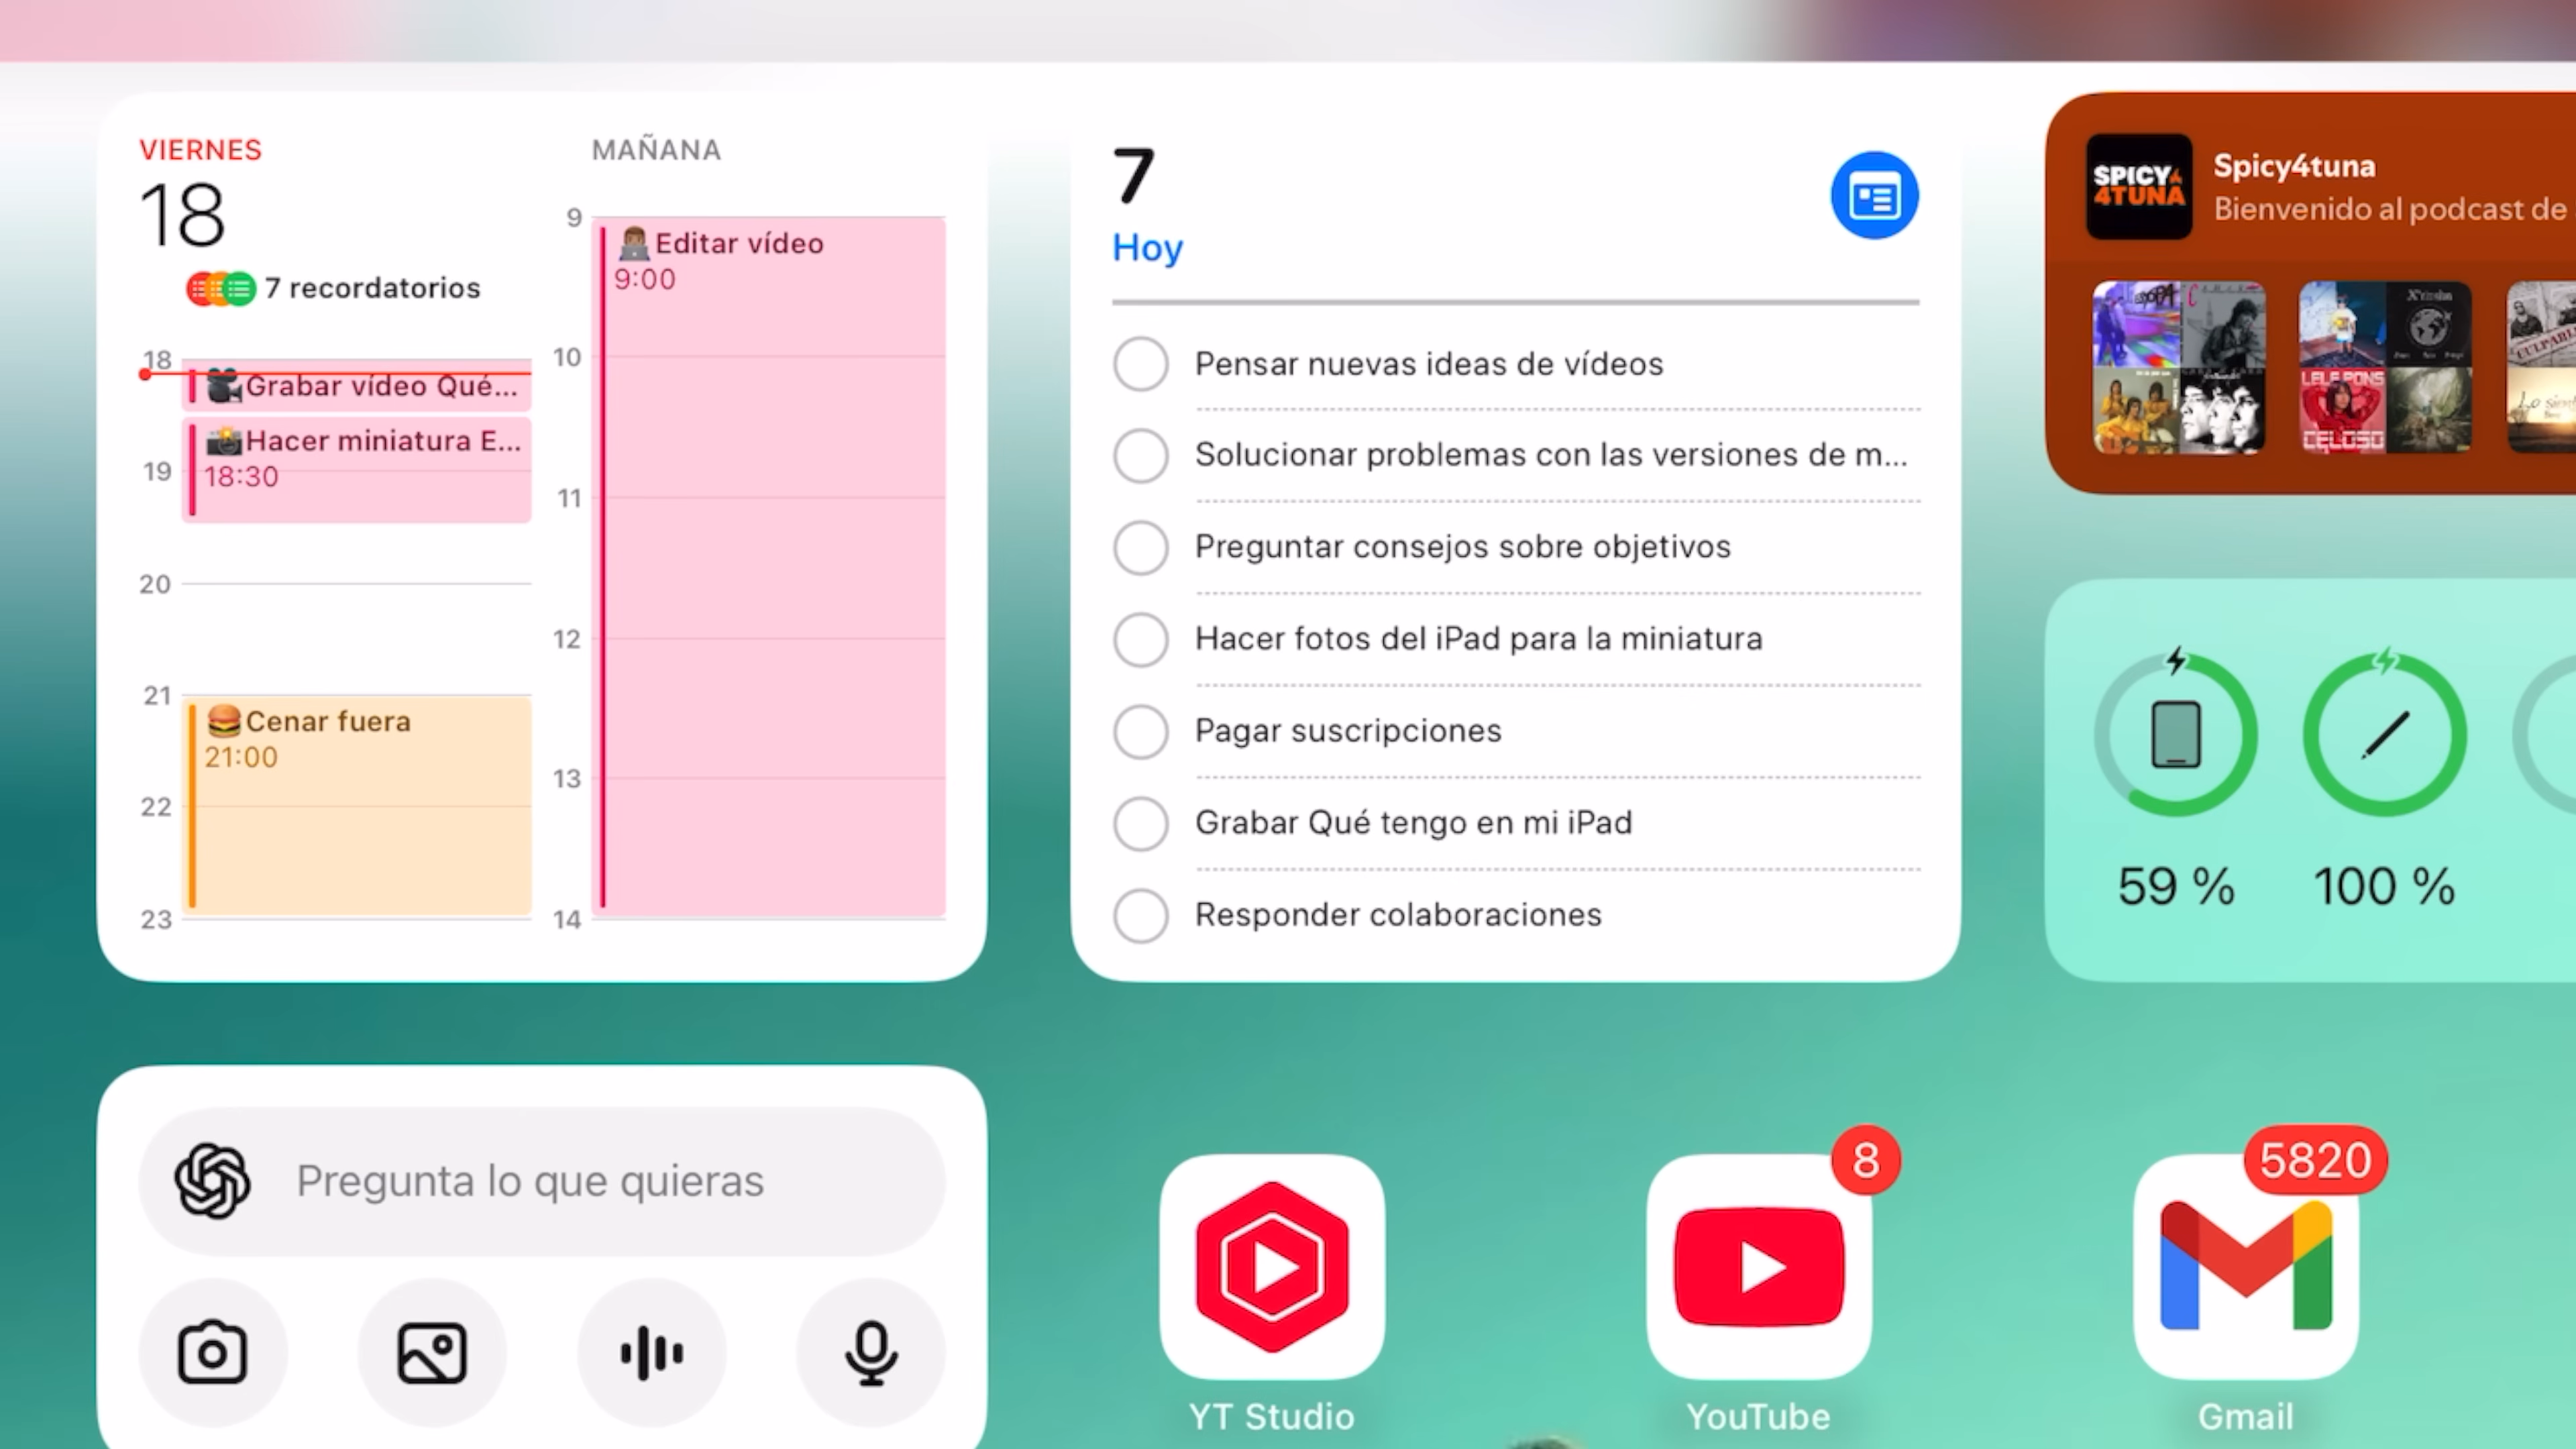 VIERNES
18
7 recordatorios
18
Grabar vídeo Qué...
Hacer miniatura E...
19
18:30
20
21
Cenar fuera
21:00
22
23
MAÑANA
9
Editar vídeo
9:00
10
11
12
13
14
7
Hoy
Pensar nuevas ideas de vídeos
Solucionar problemas con las versiones de m...
Preguntar consejos sobre objetivos
Hacer fotos del iPad para la miniatura
Pagar suscripciones
Grabar Qué tengo en mi iPad
Responder colaboraciones
SPICY
4TUNA
Spicy4tuna
Bienvenido al podcast de
LELE PONS
CELOSO
59 %
100 %
Pregunta lo que quieras
YT Studio
8
YouTube
5820
Gmail